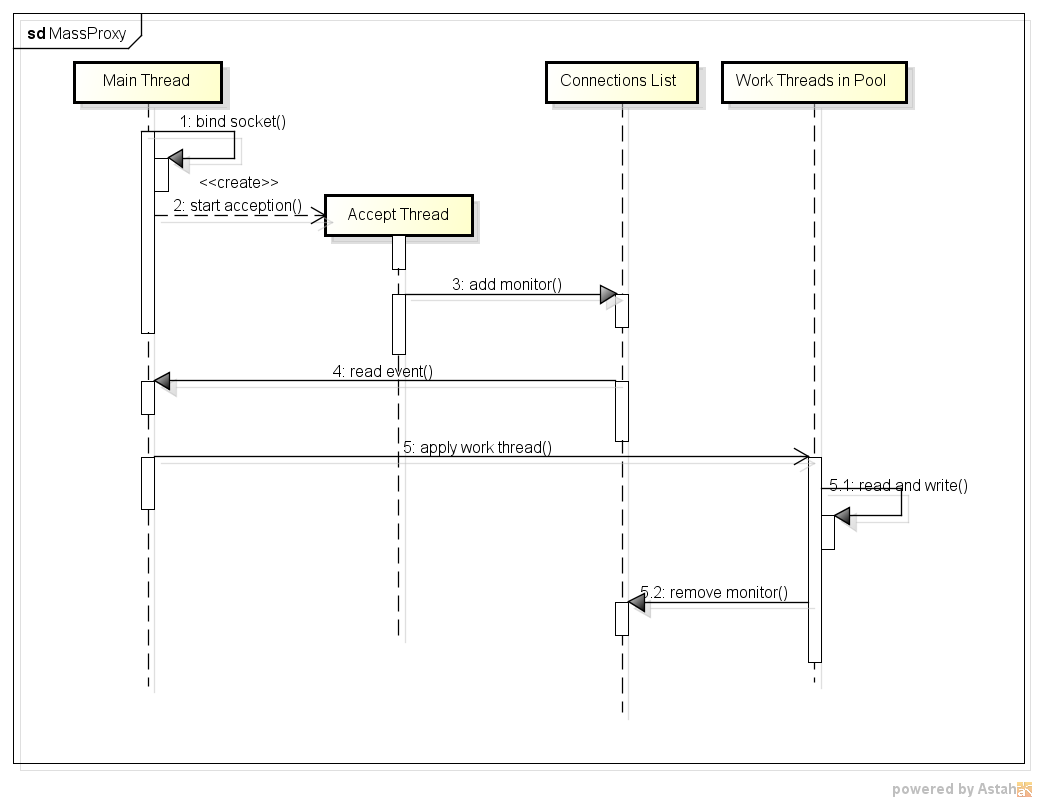 sd MassProxy
Main Thread
Connections List
Work Threads in Pool
1: bind socket()
<<create>>
2: start acception()
Accept Thread
3: add monitor()
4: read event()
5: apply work thread()
5.1: read and write()
5.2: remove monitor()
powered by Astah